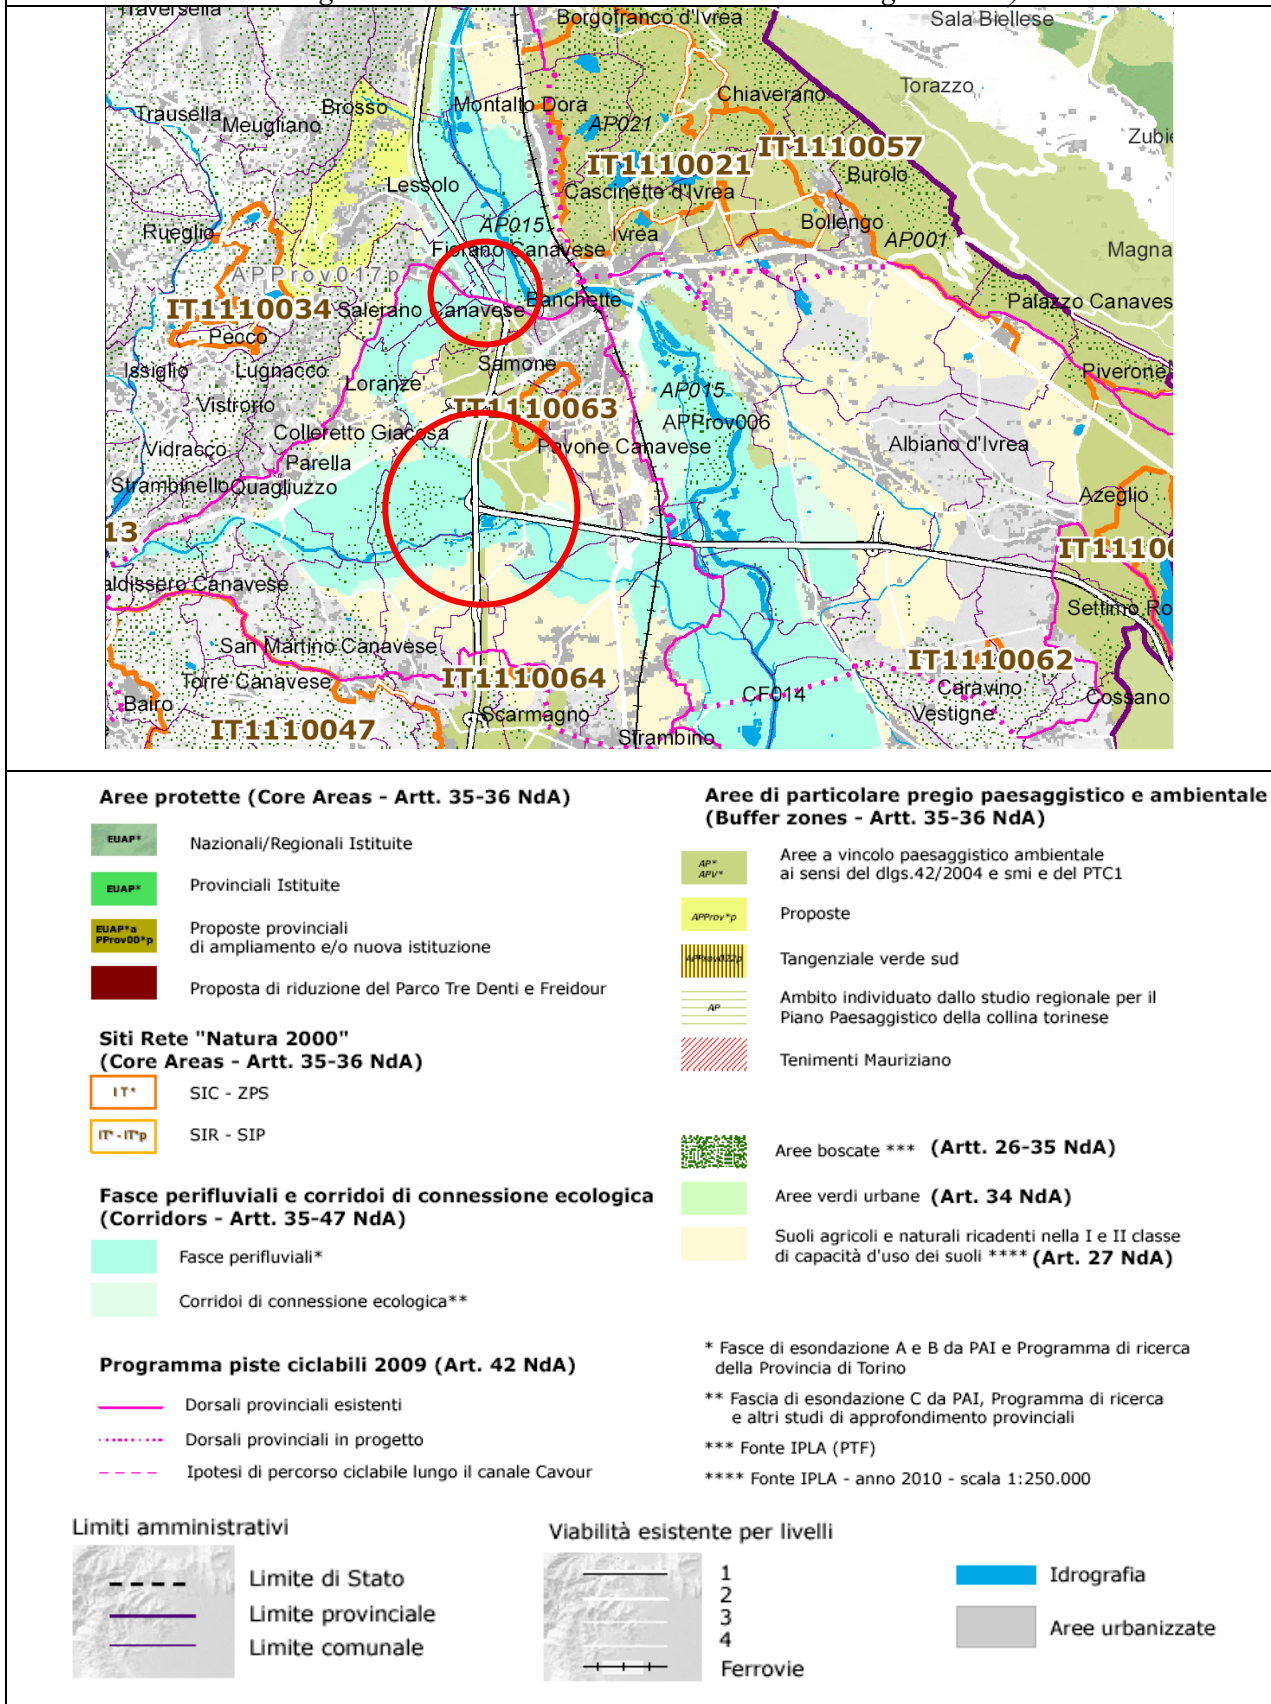 Traversella
Borgofranco d'Ivrea
Sala Biellese
Torazzo
Chiaverano
Brosso
Montalto Dora
Trausella
Meugliano
AP021
IT1110057
IT1110021
Burolo
Lessolo
Cascinette d'Ivrea
AP015
Bollengo
Rueglio
Ivrea
AP001
Fiorano Canavese
Magna
APProv017p
IT1110034
Salerano Canavese
Banchette
Palazzo Canaves
Pecco
Issiglio
Lugnacco
Samone
Piverone
Loranze'
AP015
Vistrorio
IT1110063
APProv006
Colleretto Giacosa
Pavone Canavese
Albiano d'Ivrea
Vidracco
Parella
Strambinello
Quagliuzzo
Azeglio
13
IT11100
aldissero Canavese
Settimo Ro
San Martino Canavese
IT1110062
Torre Canavese
IT1110064
Caravino
Cossano
CF014
Bairo
Scarmagno
Vestigne'
IT1110047
Strambino
Aree protette (Core Areas - Artt. 35-36 NdA)
EUAP*
Nazionali/Regionali Istituite
EUAP*
Provinciali Istituite
EUAP*a
PProv00*p
Proposte provinciali
di ampliamento e/o nuova istituzione
Proposta di riduzione del Parco Tre Denti e Freidour
Siti Rete "Natura 2000"
(Core Areas - Artt. 35-36 NdA)
IT*
SIC - ZPS
IT* - IT*p
SIR - SIP
Fasce perifluviali e corridoi di connessione ecologica
(Corridors - Artt. 35-47 NdA)
Fasce perifluviali*
Corridoi di connessione ecologica**
Programma piste ciclabili 2009 (Art. 42 NdA)
Dorsali provinciali esistenti
Dorsali provinciali in progetto
Ipotesi di percorso ciclabile lungo il canale Cavour
Aree di particolare pregio paesaggistico e ambientale
(Buffer zones - Artt. 35-36 NdA)
AP*
APV*
Aree a vincolo paesaggistico ambientale
ai sensi del dlgs.42/2004 e smi e del PTC1
APProv*p
Proposte
APProv022p
Tangenziale verde sud
AP
Ambito individuato dallo studio regionale per il
Piano Paesaggistico della collina torinese
Tenimenti Mauriziano
Aree boscate *** (Artt. 26-35 NdA)
Aree verdi urbane (Art. 34 NdA)
Suoli agricoli e naturali ricadenti nella I e II classe
di capacità d'uso dei suoli **** (Art. 27 NdA)
* Fasce di esondazione A e B da PAI e Programma di ricerca
della Provincia di Torino
** Fascia di esondazione C da PAI, Programma di ricerca
e altri studi di approfondimento provinciali
*** Fonte IPLA (PTF)
**** Fonte IPLA - anno 2010 - scala 1:250.000
Limiti amministrativi
Limite di Stato
Limite provinciale
Limite comunale
Viabilità esistente per livelli
1
2
3
4
Ferrovie
Idrografia
Aree urbanizzate